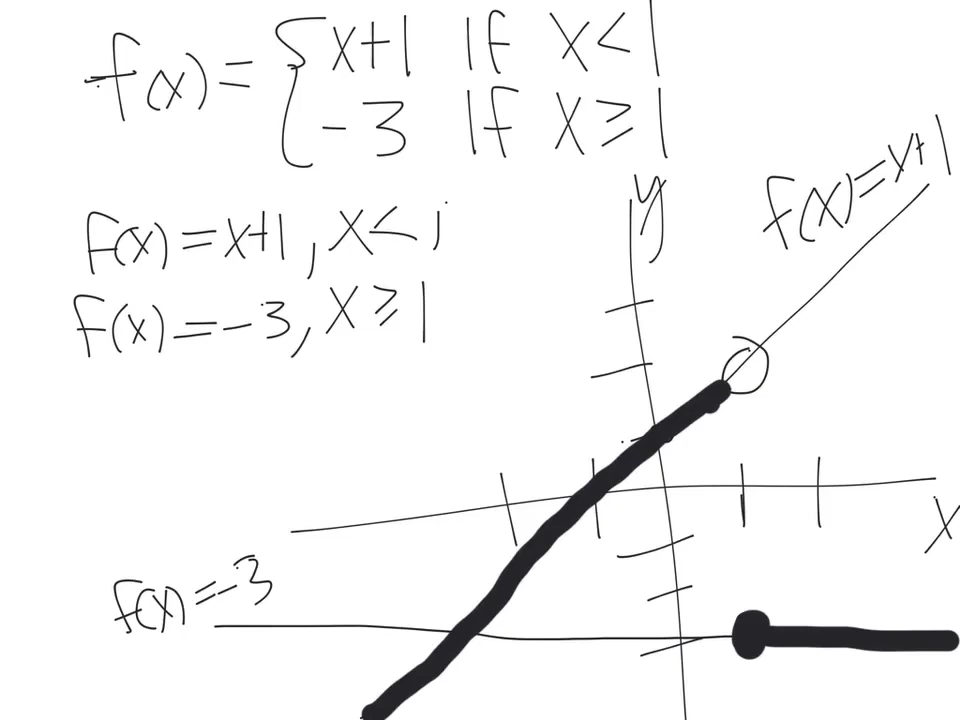 f(x) = { x+1 IF x < 1
-3 IF x ≥ 1
F(x) = x+1, x < 1
F(x) = -3, x ≥ 1
y
f(x) = x+1
x
f(x) = -3